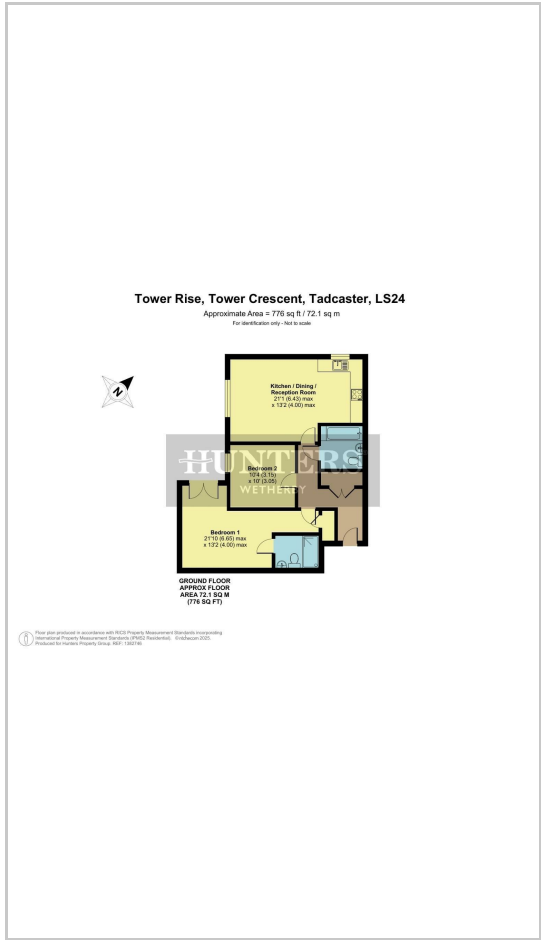 Tower Rise, Tower Crescent, Tadcaster, LS24
Approximate Area = 776 sq ft / 72.1 sq m
For identification only - Not to scale
N
Kitchen / Dining /
Reception Room
21'1 (6.43) max
x 13'2 (4.00) max
HUNTERS
WETHERBY
Bedroom 2
10'4 (3.15)
x 10' (3.05)
Bedroom 1
21'10 (6.65) max
x 13'2 (4.00) max
GROUND FLOOR
APPROX FLOOR
AREA 72.1 SQ M
(776 SQ FT)
Floor plan produced in accordance with RICS Property Measurement Standards incorporating
International Property Measurement Standards (IPMS2 Residential). ©nichecom 2025.
Produced for Hunters Property Group. REF: 1382796